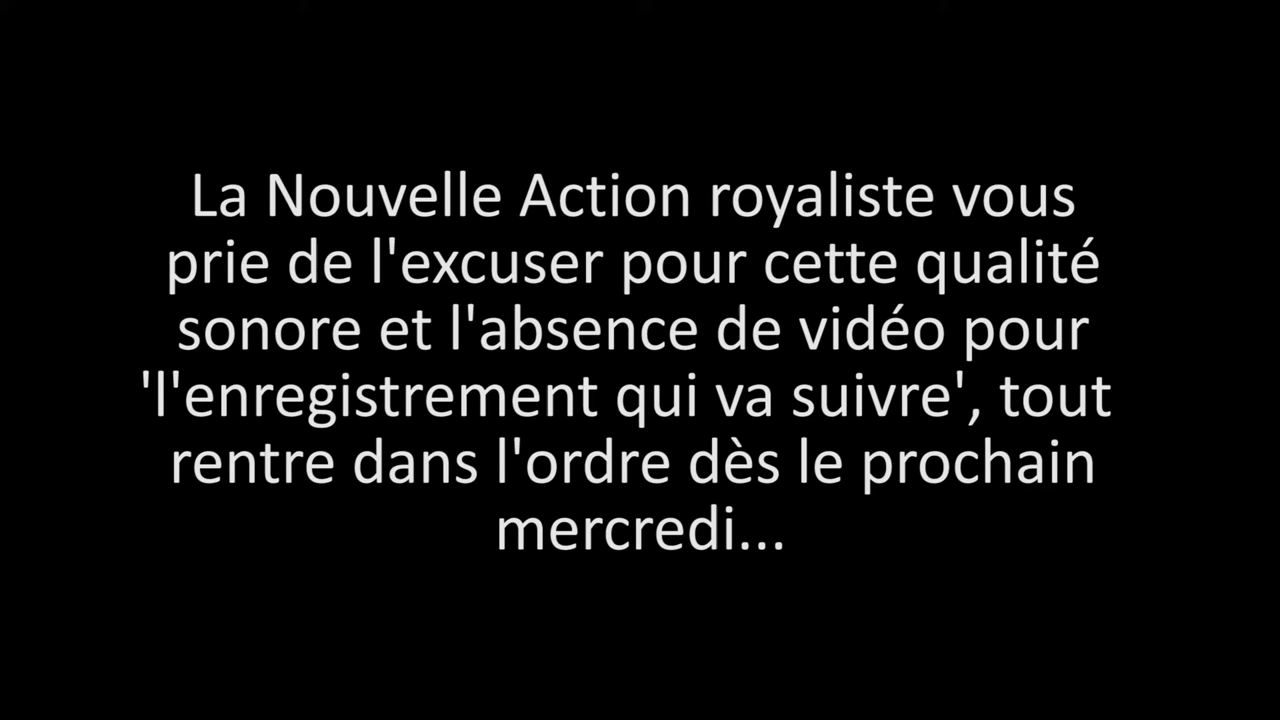 La Nouvelle Action royaliste vous
prie de l'excuser pour cette qualité
sonore et l'absence de vidéo pour
'l'enregistrement qui va suivre', tout
rentre dans l'ordre dès le prochain
mercredi...